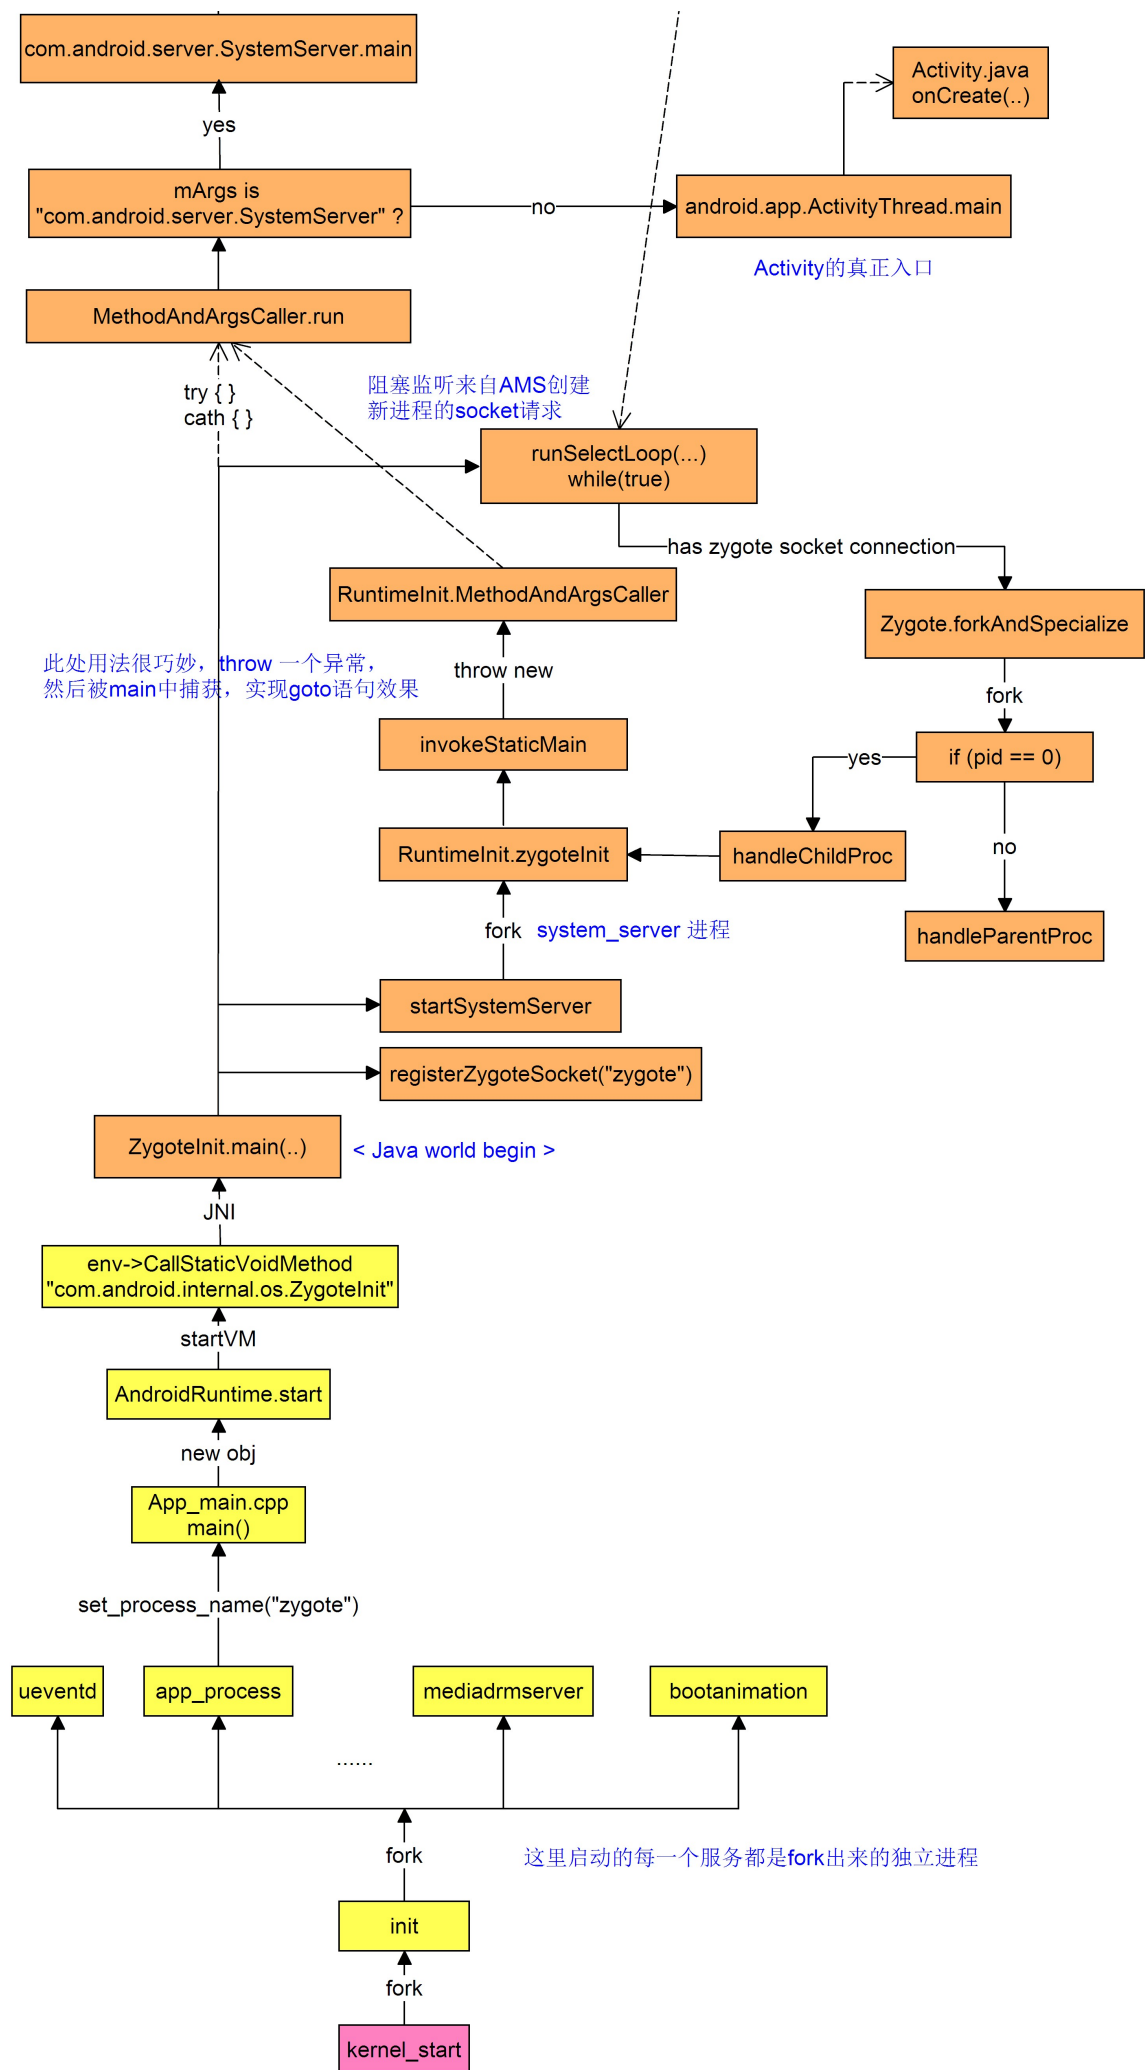 com.android.server.SystemServer.main
Activity.java
onCreate(..)
yes
mArgs is
"com.android.server.SystemServer" ?
no
android.app.ActivityThread.main
Activity的真正入口
MethodAndArgsCaller.run
try { }
cath { }
阻塞监听来自AMS创建
新进程的socket请求
runSelectLoop(...)
while(true)
has zygote socket connection
RuntimeInit.MethodAndArgsCaller
Zygote.forkAndSpecialize
此处用法很巧妙，throw 一个异常，
然后被main中捕获，实现goto语句效果
throw new
fork
invokeStaticMain
if (pid == 0)
yes
RuntimeInit.zygoteInit
handleChildProc
no
fork
system_server 进程
handleParentProc
startSystemServer
registerZygoteSocket("zygote")
ZygoteInit.main(..)
< Java world begin >
JNI
env->CallStaticVoidMethod
"com.android.internal.os.ZygoteInit"
startVM
AndroidRuntime.start
new obj
App_main.cpp
main()
set_process_name("zygote")
ueventd
app_process
mediadrmserver
bootanimation
......
fork
这里启动的每一个服务都是fork出来的独立进程
init
fork
kernel_start